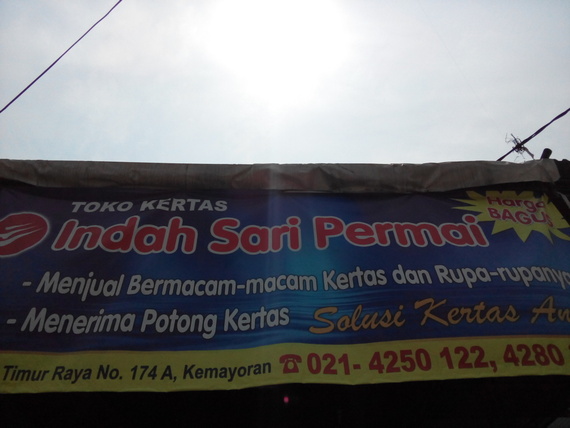 TOKO KERTAS
Indah Sari Permai
Harga
BAGUS
- Menjual Bermacam-macam Kertas dan Rupa-rupanya
- Menerima Potong Kertas Solusi Kertas
Timur Raya No. 174 A, Kemayoran ☎ 021- 4250 122, 4280